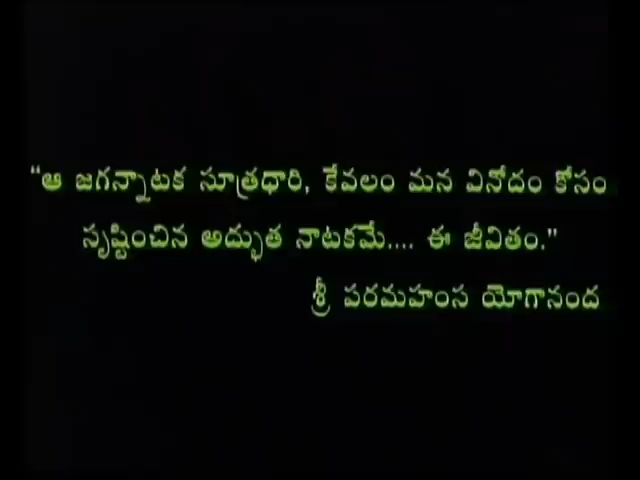 "ఆ జగన్నాటక సూత్రధారి, కేవలం మన వినోదం కోసం
సృష్టించిన అద్భుత నాటకమే.... ఈ జీవితం."
శ్రీ పరమహంస యోగానంద